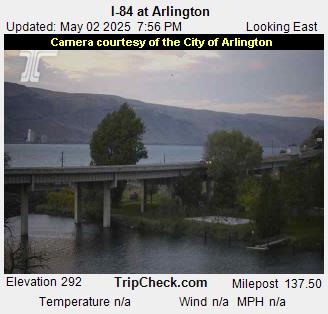 I-84 at Arlington
Updated: May 02 2025 7:56 PM Looking East
Camera courtesy of the City of Arlington
Elevation 292 TripCheck.com Milepost 137.50
Temperature n/a Wind n/a MPH n/a